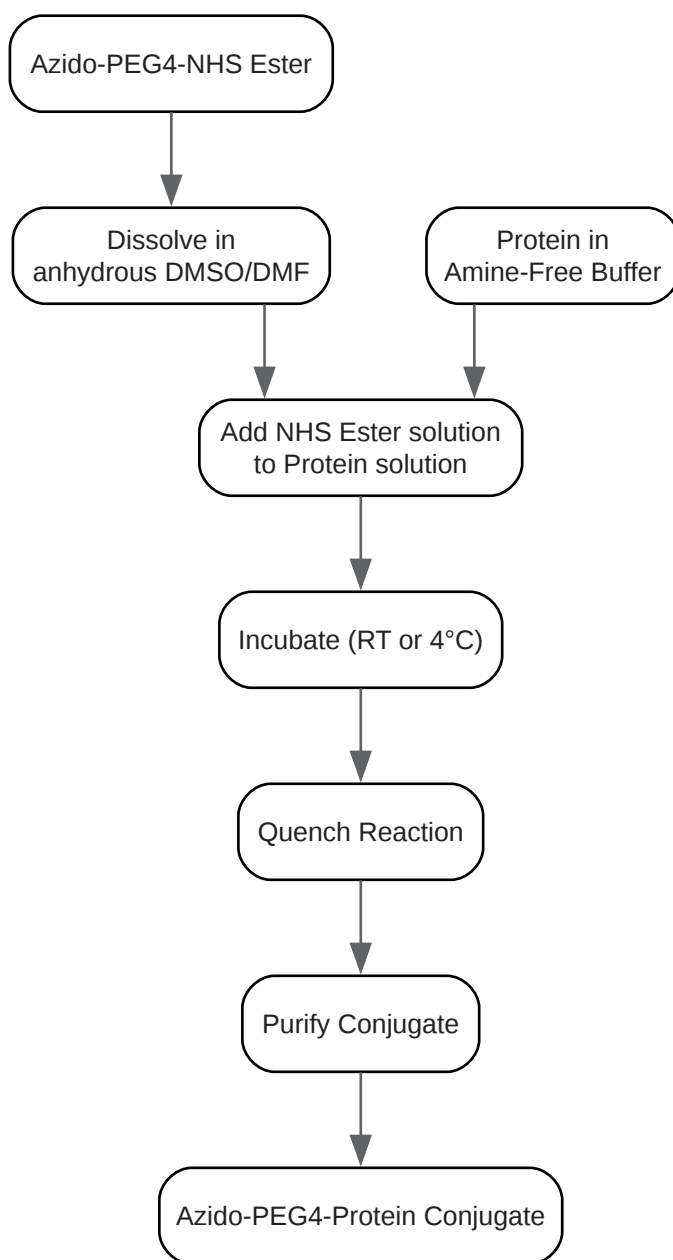 Azido-PEG4-NHS Ester
Dissolve in
anhydrous DMSO/DMF
Protein in
Amine-Free Buffer
Add NHS Ester solution
to Protein solution
Incubate (RT or 4°C)
Quench Reaction
Purify Conjugate
Azido-PEG4-Protein Conjugate